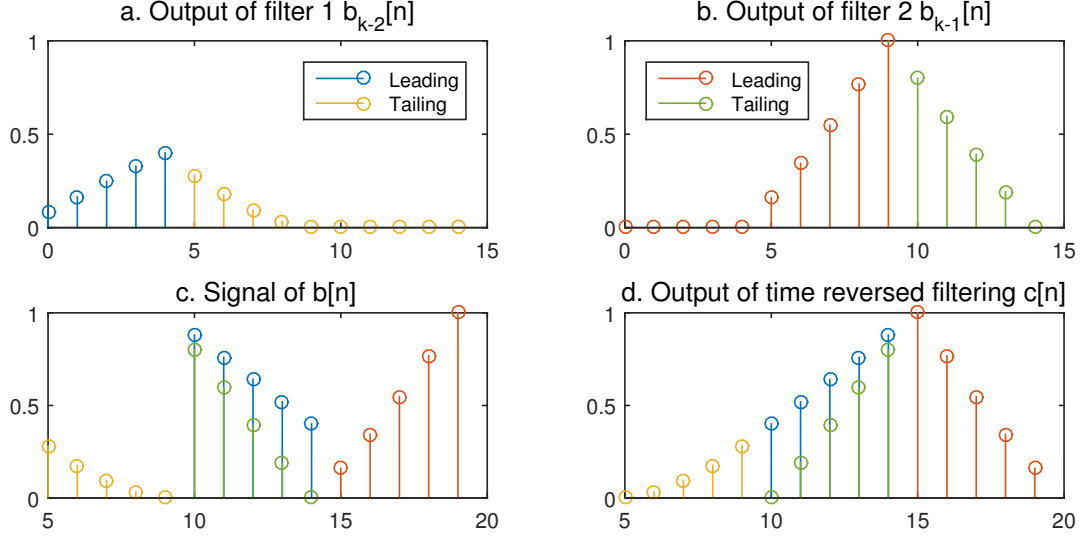 a. Output of filter 1 b_{k-2}[n]
1
0.5
0
0 5 10 15
Leading
Tailing
b. Output of filter 2 b_{k-1}[n]
1
0.5
0
0 5 10 15
Leading
Tailing
c. Signal of b[n]
1
0.5
0
5 10 15 20
d. Output of time reversed filtering c[n]
1
0.5
0
5 10 15 20